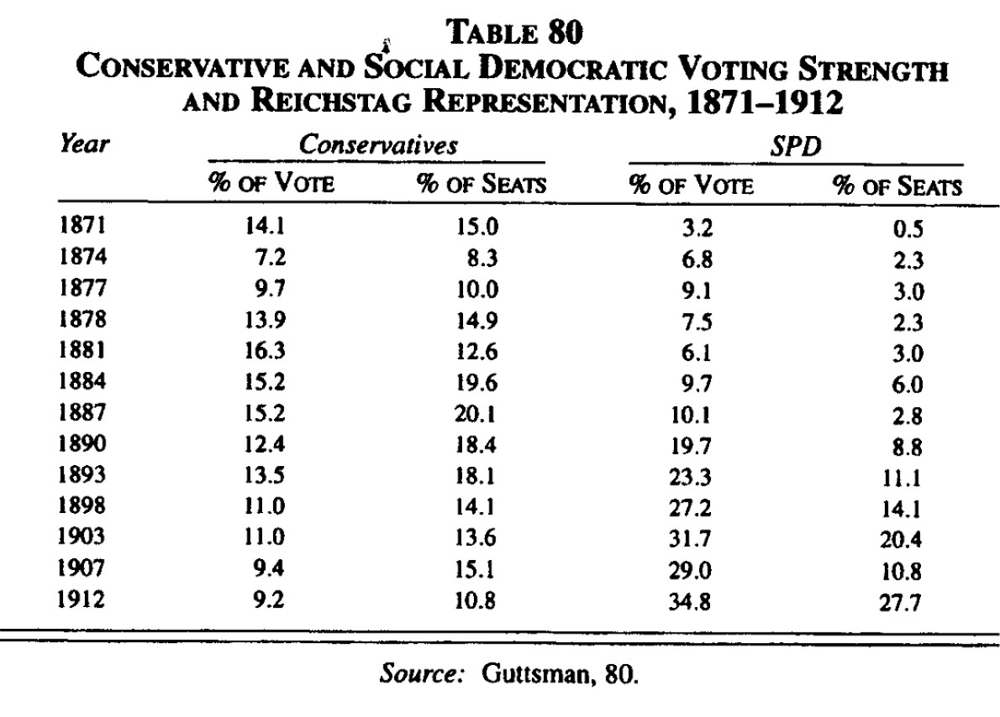 TABLE 80
CONSERVATIVE AND SOCIAL DEMOCRATIC VOTING STRENGTH
AND REICHSTAG REPRESENTATION, 1871–1912
Year Conservatives SPD
% OF VOTE % OF SEATS % OF VOTE % OF SEATS
1871 14.1 15.0 3.2 0.5
1874 7.2 8.3 6.8 2.3
1877 9.7 10.0 9.1 3.0
1878 13.9 14.9 7.5 2.3
1881 16.3 12.6 6.1 3.0
1884 15.2 19.6 9.7 6.0
1887 15.2 20.1 10.1 2.8
1890 12.4 18.4 19.7 8.8
1893 13.5 18.1 23.3 11.1
1898 11.0 14.1 27.2 14.1
1903 11.0 13.6 31.7 20.4
1907 9.4 15.1 29.0 10.8
1912 9.2 10.8 34.8 27.7
Source: Guttsman, 80.